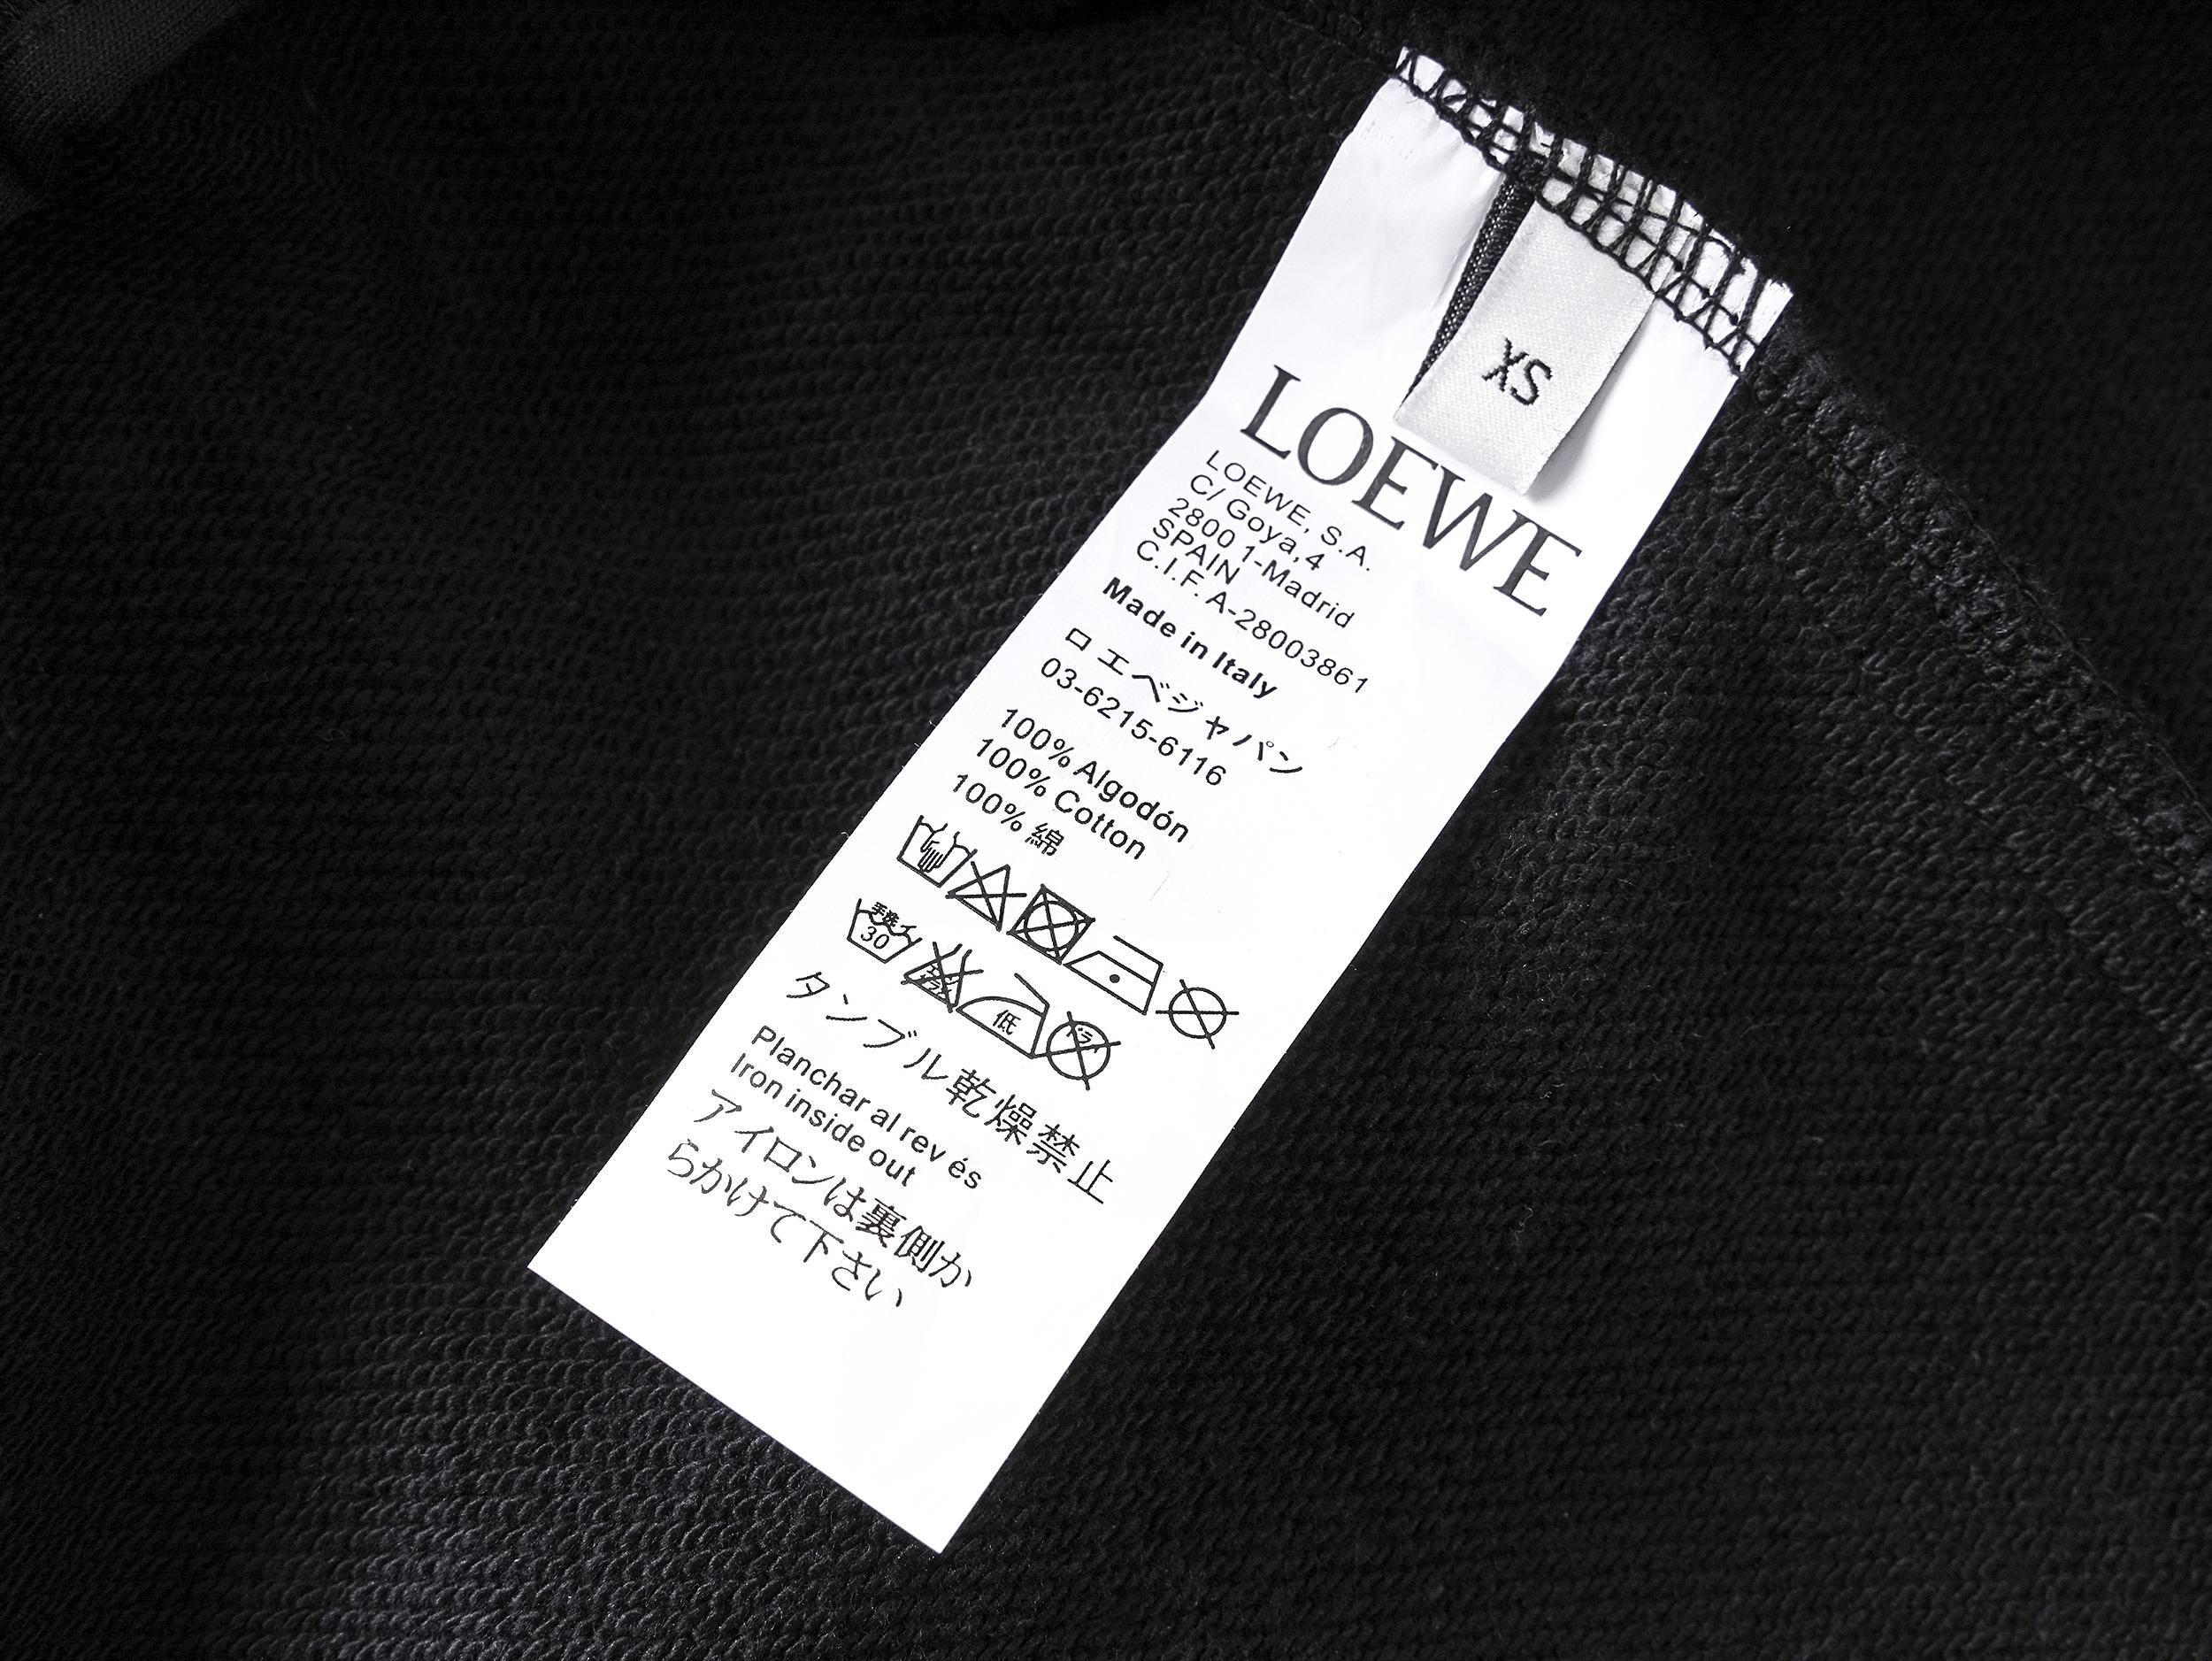 XS
LOEWE
LOEWE, S.A.
C/ Goya,4
2800 1-Madrid
SPAIN
C.I.F. A-28003861
Made in Italy
ロエベジャパン
03-6215-6116
100% Algodón
100% Cotton
100% 綿
手洗イ
30
低
タンブル乾燥禁止
Planchar al rev és
Iron inside out
アイロンは裏側か
らかけて下さい